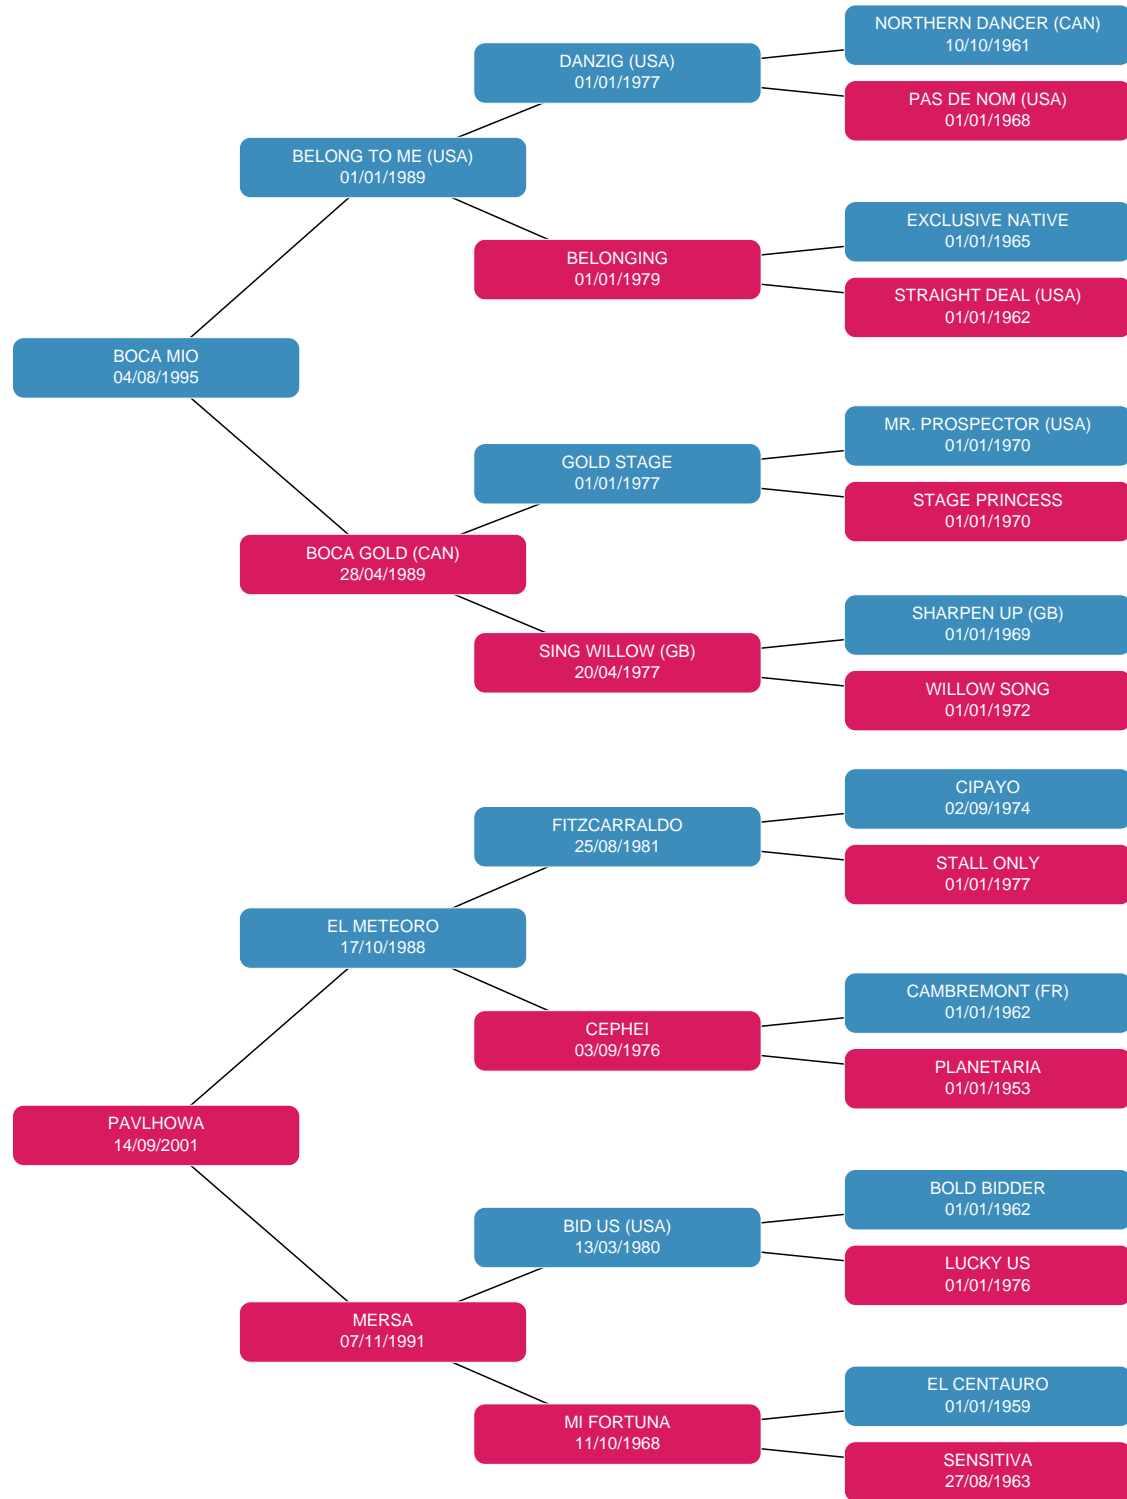 NORTHERN DANCER (CAN)
10/10/1961
DANZIG (USA)
01/01/1977
PAS DE NOM (USA)
01/01/1968
BELONG TO ME (USA)
01/01/1989
EXCLUSIVE NATIVE
01/01/1965
BELONGING
01/01/1979
STRAIGHT DEAL (USA)
01/01/1962
BOCA MIO
04/08/1995
MR. PROSPECTOR (USA)
01/01/1970
GOLD STAGE
01/01/1977
STAGE PRINCESS
01/01/1970
BOCA GOLD (CAN)
28/04/1989
SHARPEN UP (GB)
01/01/1969
SING WILLOW (GB)
20/04/1977
WILLOW SONG
01/01/1972
CIPAYO
02/09/1974
FITZCARRALDO
25/08/1981
STALL ONLY
01/01/1977
EL METEORO
17/10/1988
CAMBREMONT (FR)
01/01/1962
CEPHEI
03/09/1976
PLANETARIA
01/01/1953
PAVLHOWA
14/09/2001
BOLD BIDDER
01/01/1962
BID US (USA)
13/03/1980
LUCKY US
01/01/1976
MERSA
07/11/1991
EL CENTAURO
01/01/1959
MI FORTUNA
11/10/1968
SENSITIVA
27/08/1963